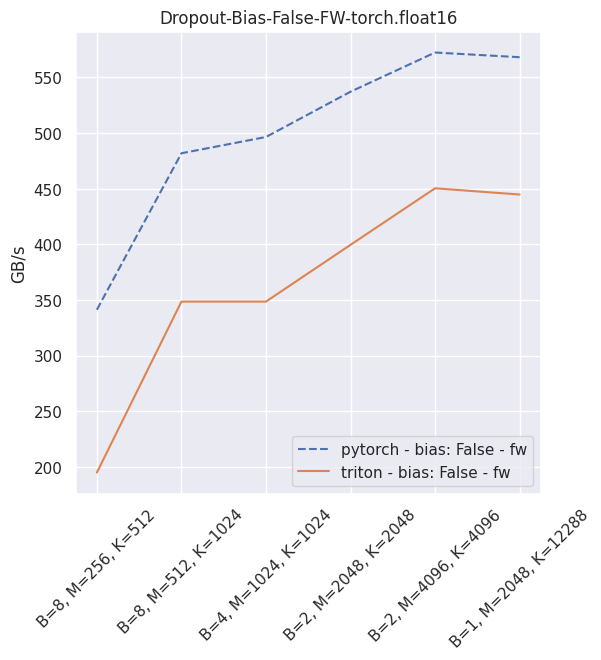 Dropout-Bias-False-FW-torch.float16
GB/s
550
500
450
400
350
300
250
200
pytorch - bias: False - fw
triton - bias: False - fw
B=8, M=256, K=512
B=8, M=512, K=1024
B=4, M=1024, K=1024
B=2, M=2048, K=2048
B=2, M=4096, K=4096
B=1, M=2048, K=12288